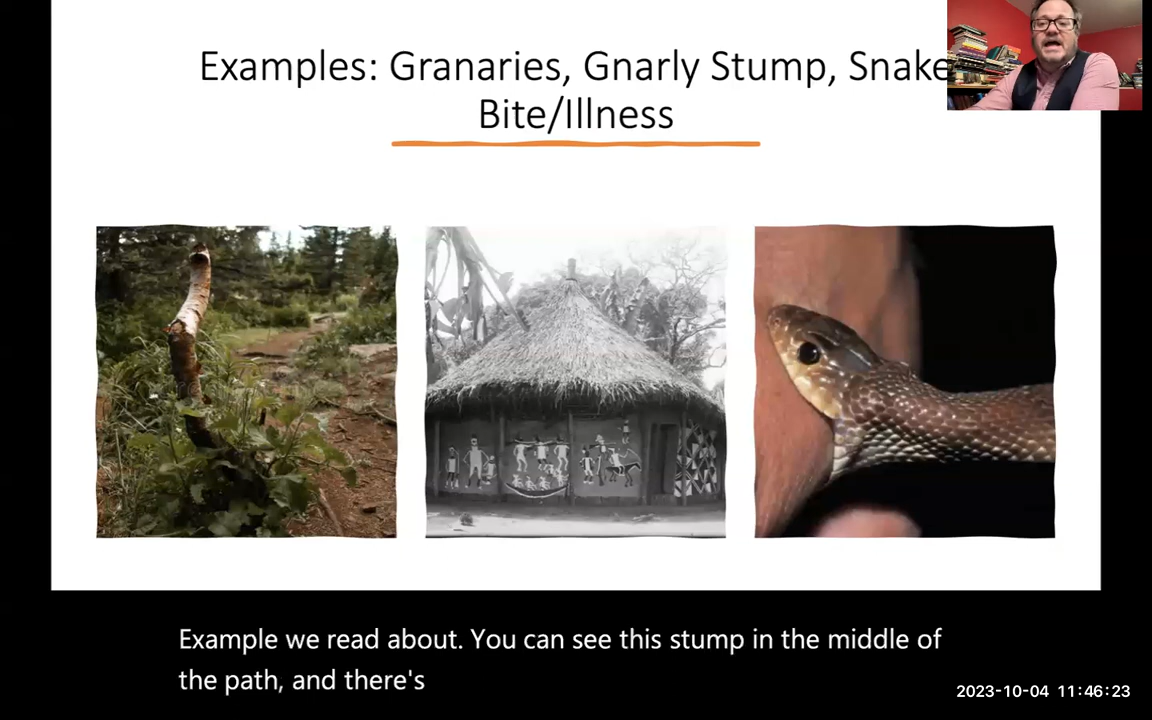 Examples: Granaries, Gnarly Stump, Snake
Bite/Illness
Example we read about. You can see this stump in the middle of
the path, and there's
2023-10-04 11:46:23